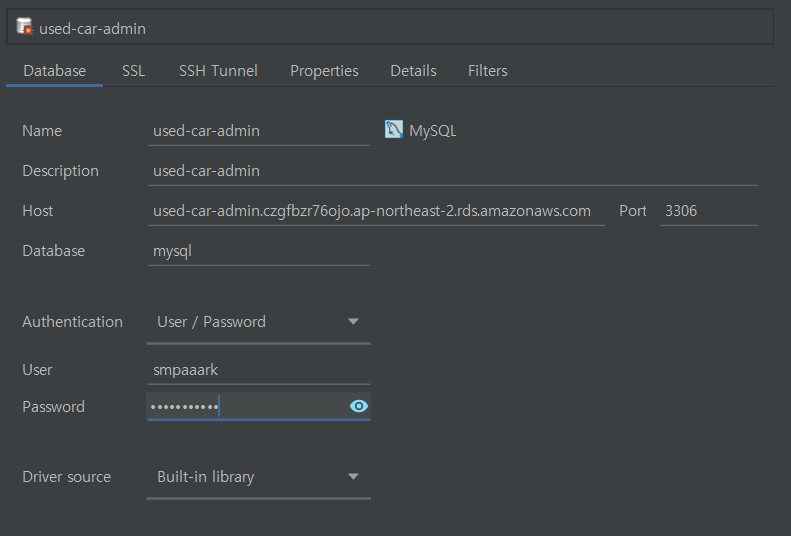 used-car-admin
Database SSL SSH Tunnel Properties Details Filters
Name used-car-admin MySQL
Description used-car-admin
Host used-car-admin.czgfbzr76ojo.ap-northeast-2.rds.amazonaws.com Port 3306
Database mysql
Authentication User / Password
User smpaaark
Password •••••••••••
Driver source Built-in library